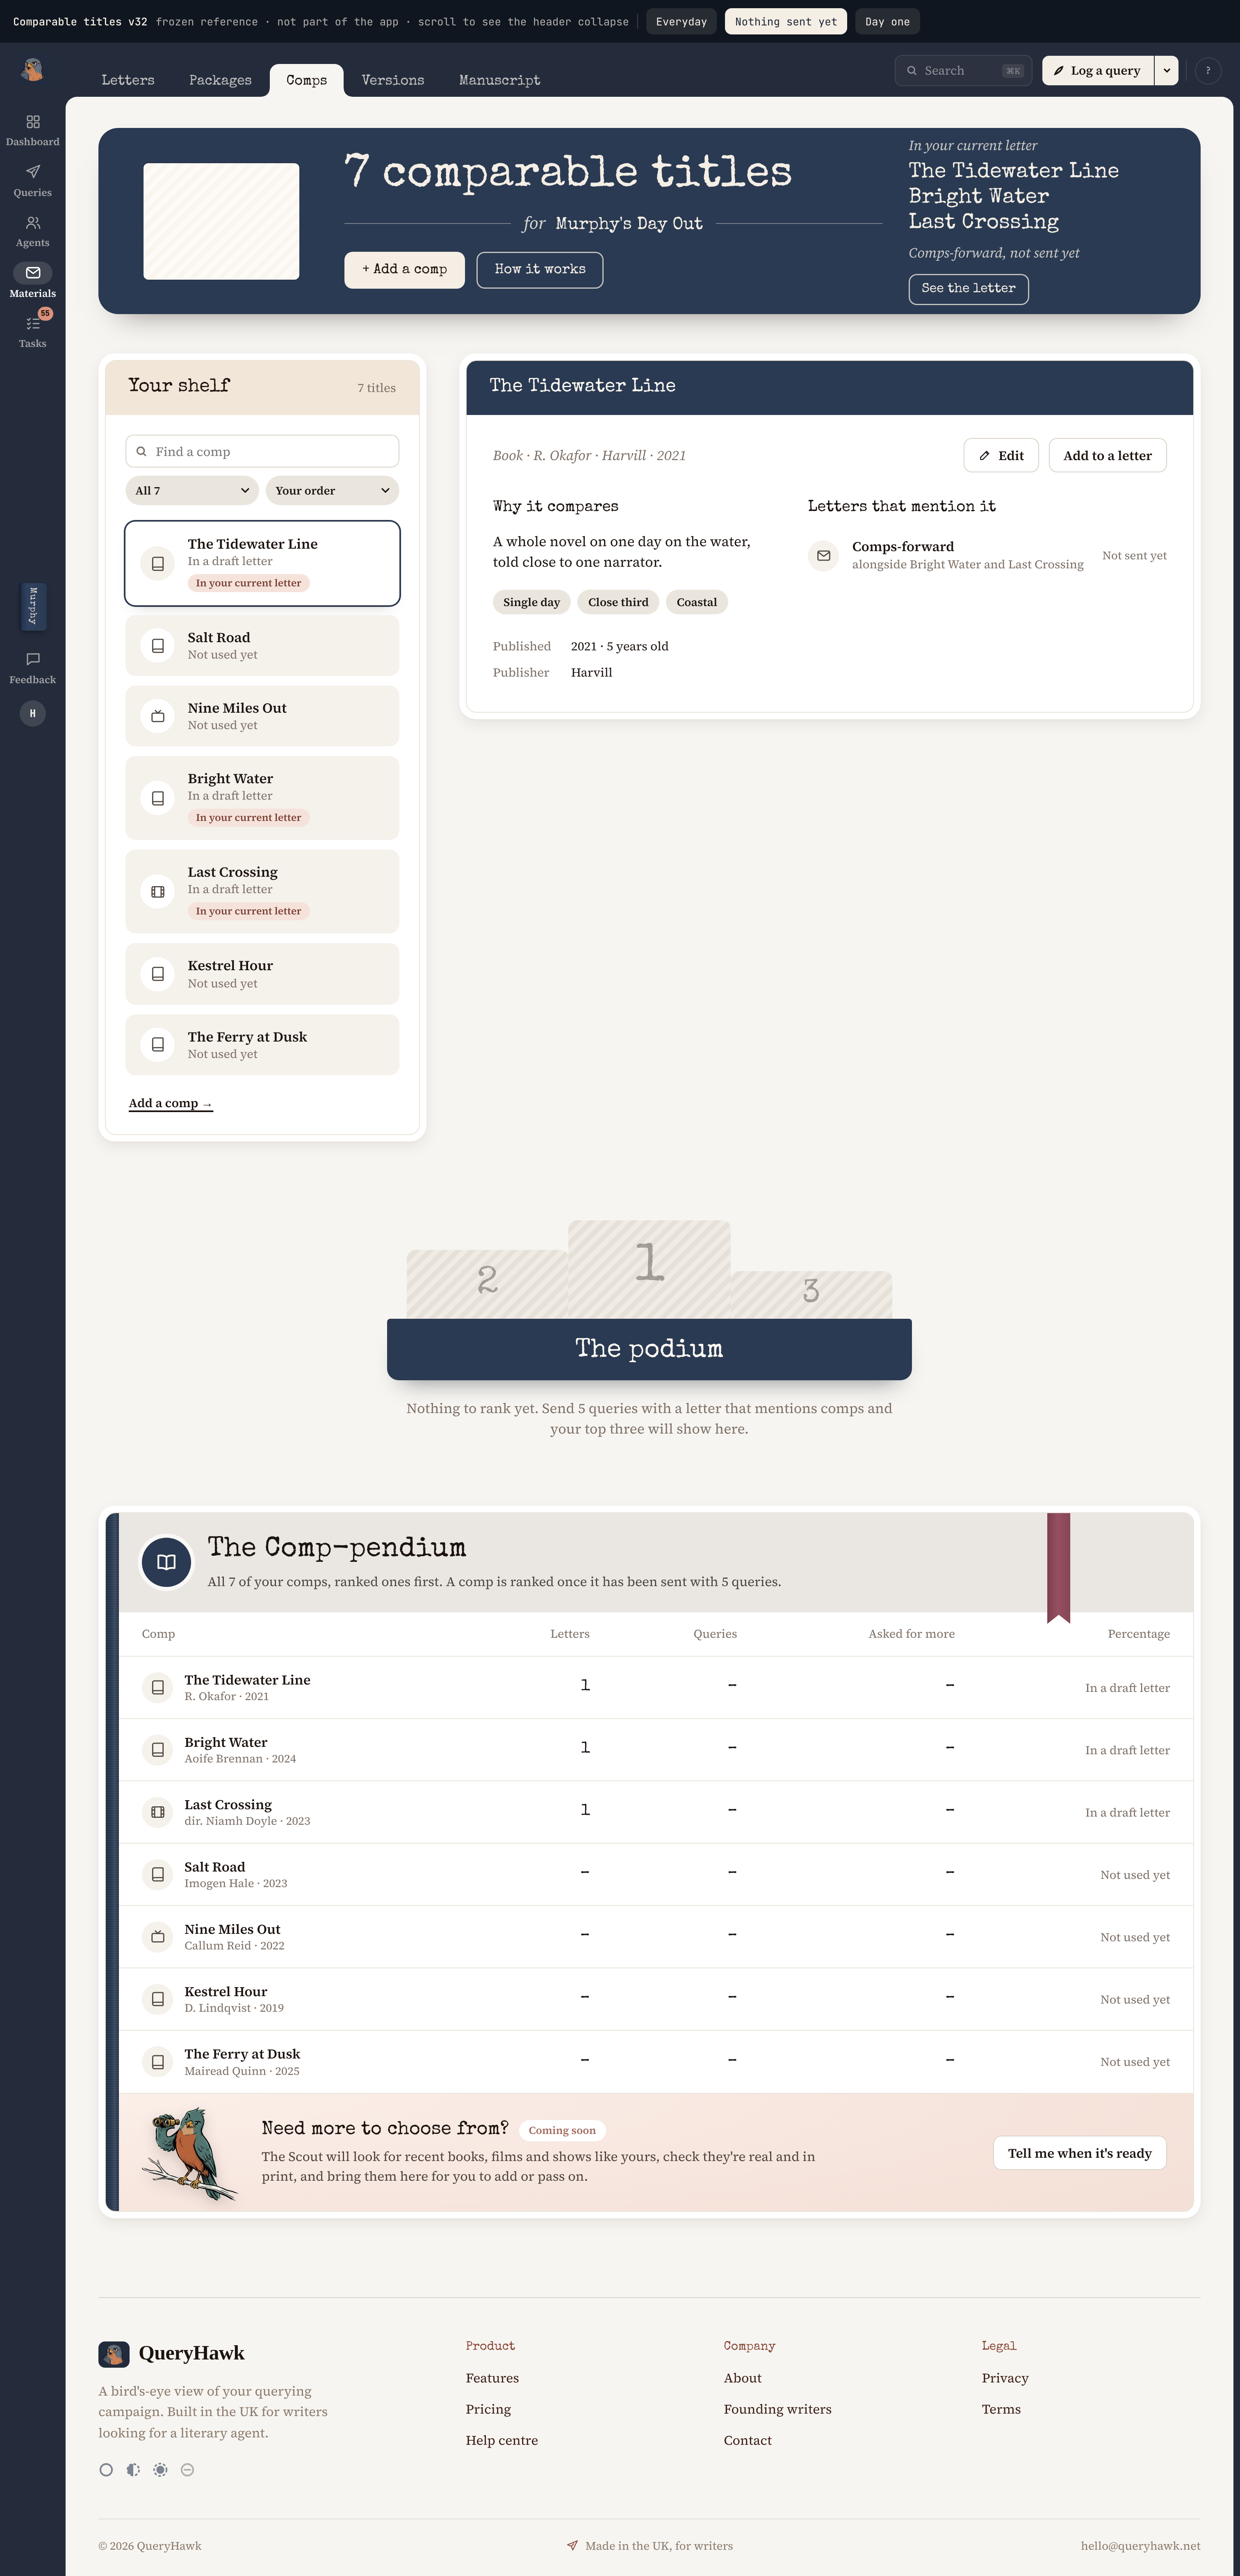 Comparable titles v32 frozen reference · not part of the app · scroll to see the header collapse Everyday Nothing sent yet Day one
Letters Packages Comps Versions Manuscript
Search ⌘K Log a query ?
Dashboard
Queries
Agents
Materials
55
Tasks
Murphy
Feedback
H
7 comparable titles
for Murphy's Day Out
+ Add a comp How it works
In your current letter
The Tidewater Line
Bright Water
Last Crossing
Comps-forward, not sent yet
See the letter
Your shelf 7 titles
Find a comp
All 7 Your order
The Tidewater Line
In a draft letter
In your current letter
Salt Road
Not used yet
Nine Miles Out
Not used yet
Bright Water
In a draft letter
In your current letter
Last Crossing
In a draft letter
In your current letter
Kestrel Hour
Not used yet
The Ferry at Dusk
Not used yet
Add a comp →
The Tidewater Line
Book · R. Okafor · Harvill · 2021 Edit Add to a letter
Why it compares
A whole novel on one day on the water,
told close to one narrator.
Single day Close third Coastal
Published 2021 · 5 years old
Publisher Harvill
Letters that mention it
Comps-forward
alongside Bright Water and Last Crossing
Not sent yet
2 1 3
The podium
Nothing to rank yet. Send 5 queries with a letter that mentions comps and
your top three will show here.
The Comp-pendium
All 7 of your comps, ranked ones first. A comp is ranked once it has been sent with 5 queries.
Comp Letters Queries Asked for more Percentage
The Tidewater Line
R. Okafor · 2021
1 – – In a draft letter
Bright Water
Aoife Brennan · 2024
1 – – In a draft letter
Last Crossing
dir. Niamh Doyle · 2023
1 – – In a draft letter
Salt Road
Imogen Hale · 2023
– – – Not used yet
Nine Miles Out
Callum Reid · 2022
– – – Not used yet
Kestrel Hour
D. Lindqvist · 2019
– – – Not used yet
The Ferry at Dusk
Mairead Quinn · 2025
– – – Not used yet
Need more to choose from? Coming soon
The Scout will look for recent books, films and shows like yours, check they're real and in
print, and bring them here for you to add or pass on.
Tell me when it's ready
QueryHawk
A bird's-eye view of your querying
campaign. Built in the UK for writers
looking for a literary agent.
Product
Features
Pricing
Help centre
Company
About
Founding writers
Contact
Legal
Privacy
Terms
© 2026 QueryHawk Made in the UK, for writers hello@queryhawk.net